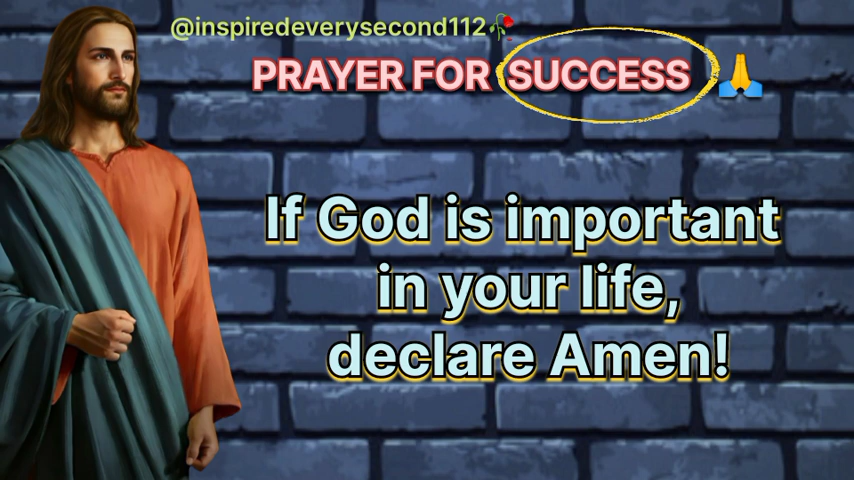 @inspiredeverysecond112🥀
PRAYER FOR SUCCESS 🙏
If God is important
in your life,
declare Amen!